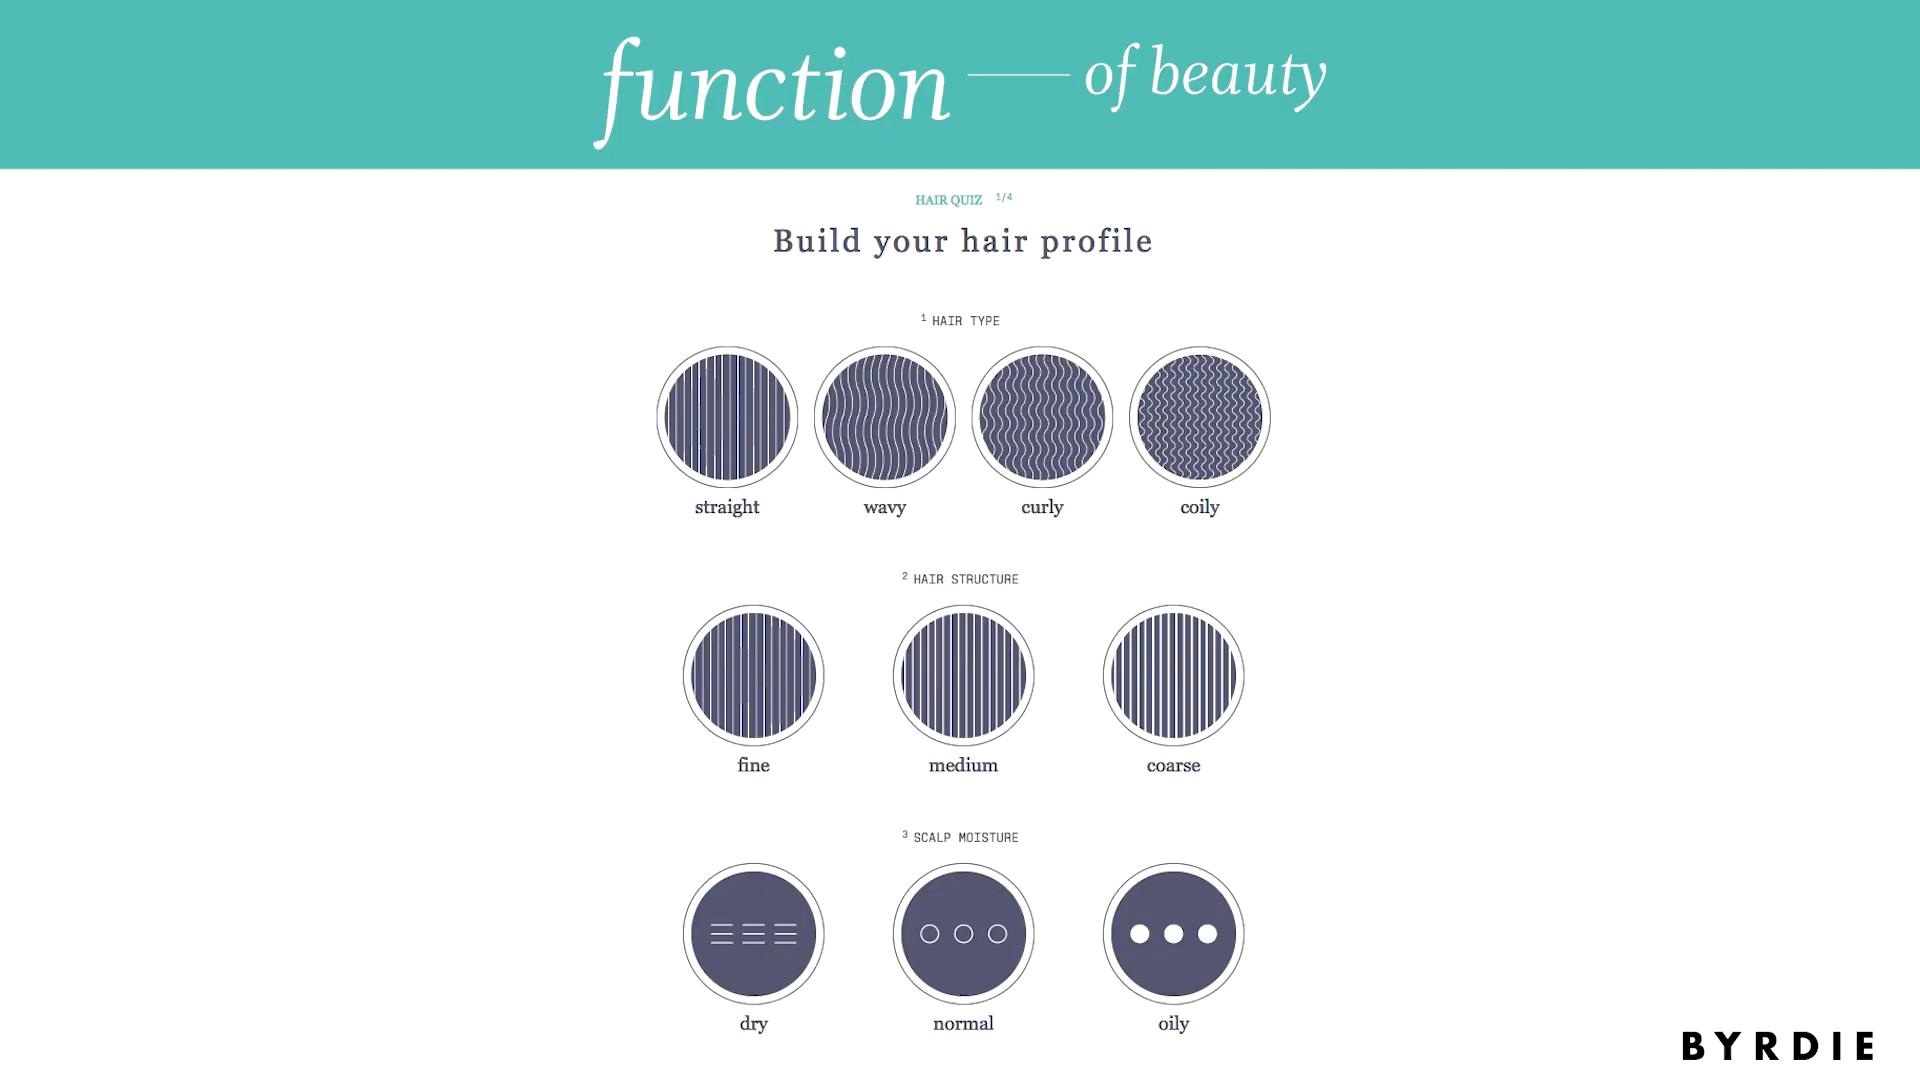 function — of beauty
HAIR QUIZ 1/4
Build your hair profile
1 HAIR TYPE
straight wavy curly coily
2 HAIR STRUCTURE
fine medium coarse
3 SCALP MOISTURE
dry normal oily
BYRDIE